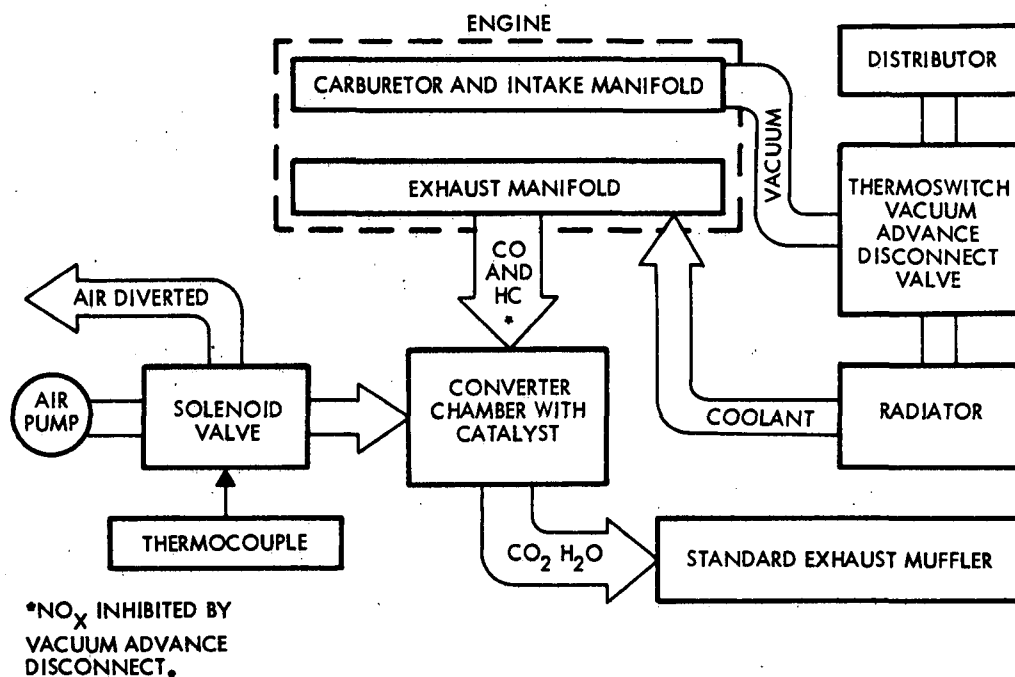 ENGINE
CARBURETOR AND INTAKE MANIFOLD
EXHAUST MANIFOLD
VACUUM
DISTRIBUTOR
THERMOSWITCH
VACUUM
ADVANCE
DISCONNECT
VALVE
RADIATOR
COOLANT
CO
AND
HC
*
AIR DIVERTED
AIR
PUMP
SOLENOID
VALVE
THERMOCOUPLE
CONVERTER
CHAMBER WITH
CATALYST
CO₂ H₂O
STANDARD EXHAUST MUFFLER
*NOₓ INHIBITED BY
VACUUM ADVANCE
DISCONNECT.